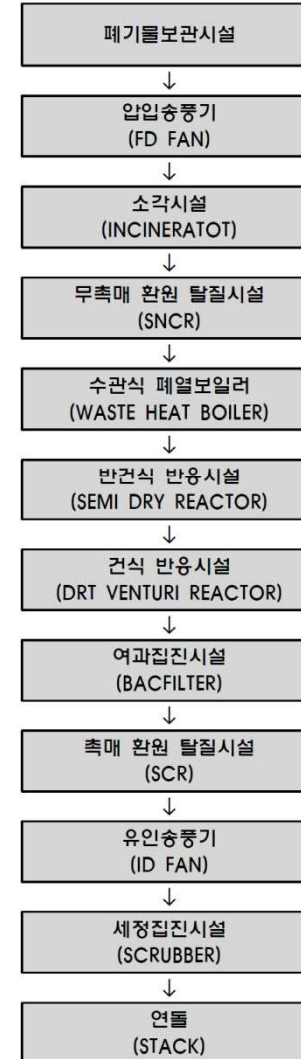 폐기물보관시설
↓
압입송풍기
(FD FAN)
↓
소각시설
(INCINERATOT)
↓
무촉매 환원 탈질시설
(SNCR)
↓
수관식 폐열보일러
(WASTE HEAT BOILER)
↓
반건식 반응시설
(SEMI DRY REACTOR)
↓
건식 반응시설
(DRT VENTURI REACTOR)
↓
여과집진시설
(BACFILTER)
↓
촉매 환원 탈질시설
(SCR)
↓
유인송풍기
(ID FAN)
↓
세정집진시설
(SCRUBBER)
↓
연돌
(STACK)